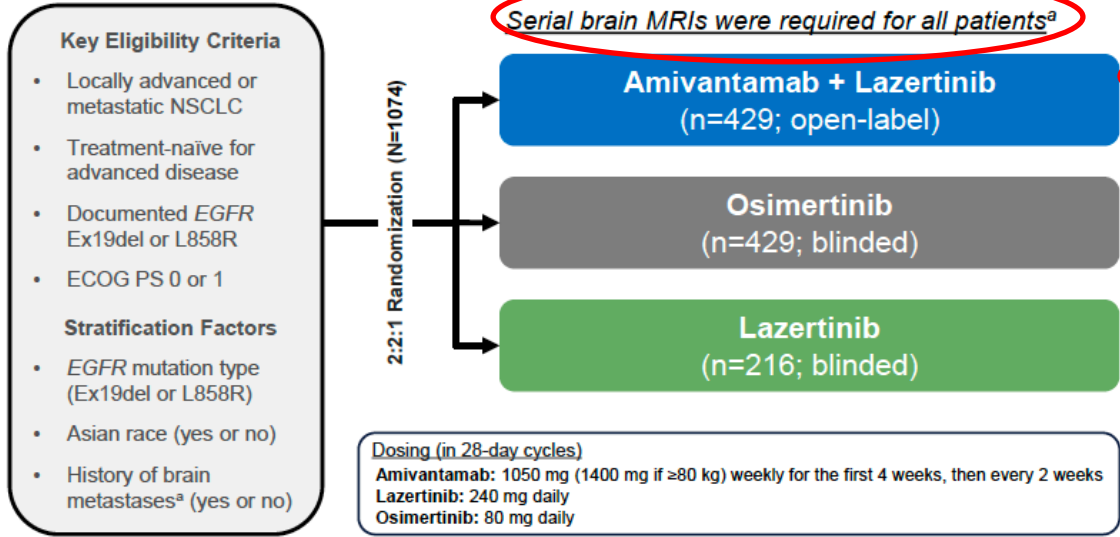 Key Eligibility Criteria
• Locally advanced or
metastatic NSCLC
• Treatment-naïve for
advanced disease
• Documented EGFR
Ex19del or L858R
• ECOG PS 0 or 1
Stratification Factors
• EGFR mutation type
(Ex19del or L858R)
• Asian race (yes or no)
• History of brain
metastasesᵃ (yes or no)
2:2:1 Randomization (N=1074)
Serial brain MRIs were required for all patientsᵃ
Amivantamab + Lazertinib
(n=429; open-label)
Osimertinib
(n=429; blinded)
Lazertinib
(n=216; blinded)
Dosing (in 28-day cycles)
Amivantamab: 1050 mg (1400 mg if ≥80 kg) weekly for the first 4 weeks, then every 2 weeks
Lazertinib: 240 mg daily
Osimertinib: 80 mg daily